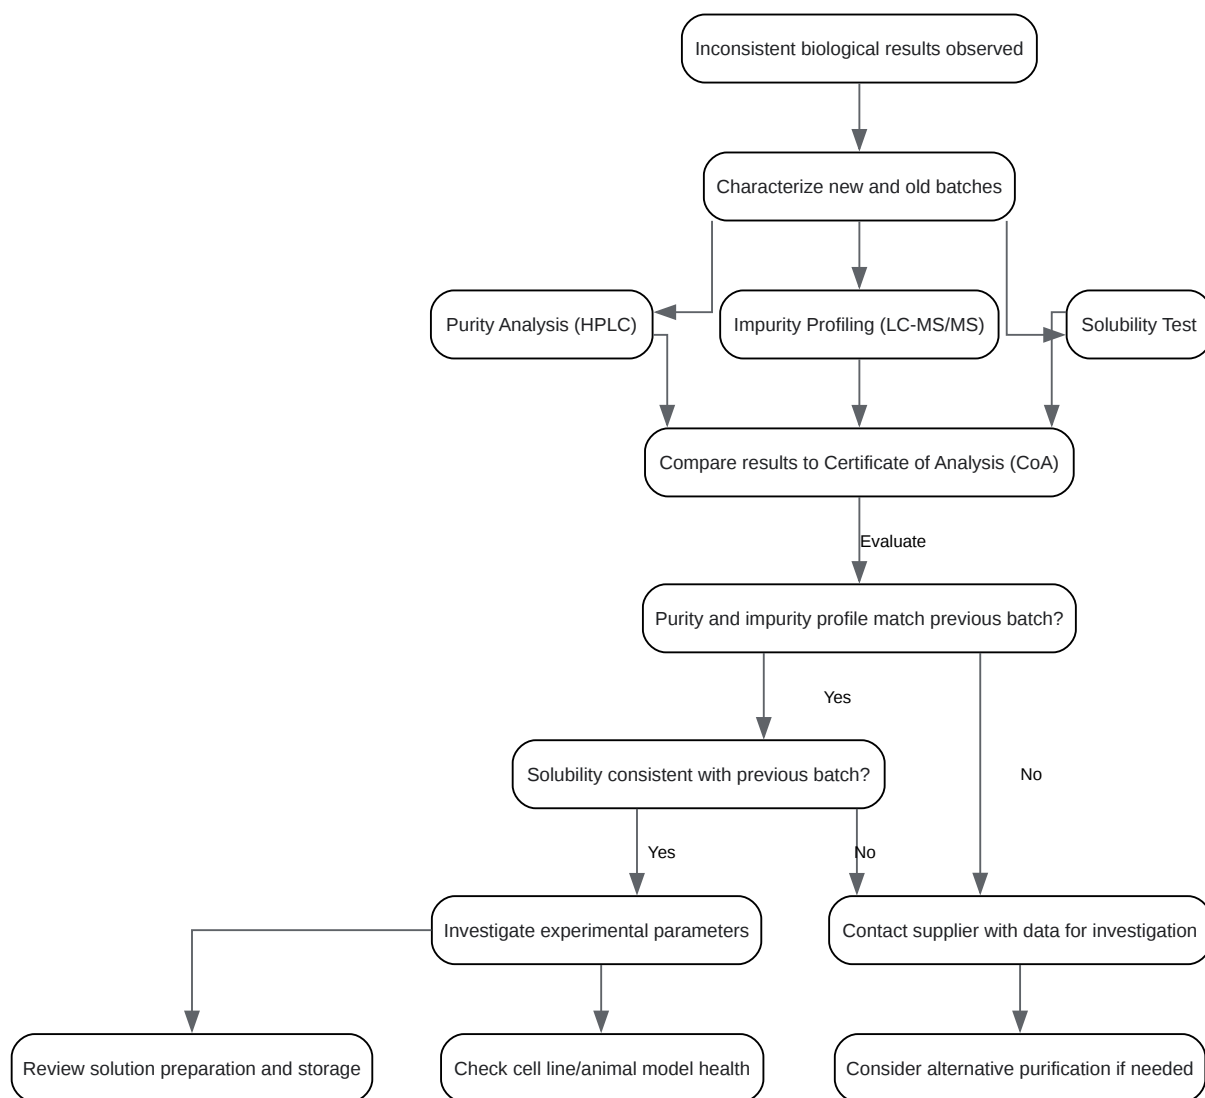 Inconsistent biological results observed
Characterize new and old batches
Purity Analysis (HPLC)
Impurity Profiling (LC-MS/MS)
Solubility Test
Compare results to Certificate of Analysis (CoA)
Evaluate
Purity and impurity profile match previous batch?
Yes
No
Solubility consistent with previous batch?
Yes
No
Investigate experimental parameters
Contact supplier with data for investigation
Review solution preparation and storage
Check cell line/animal model health
Consider alternative purification if needed